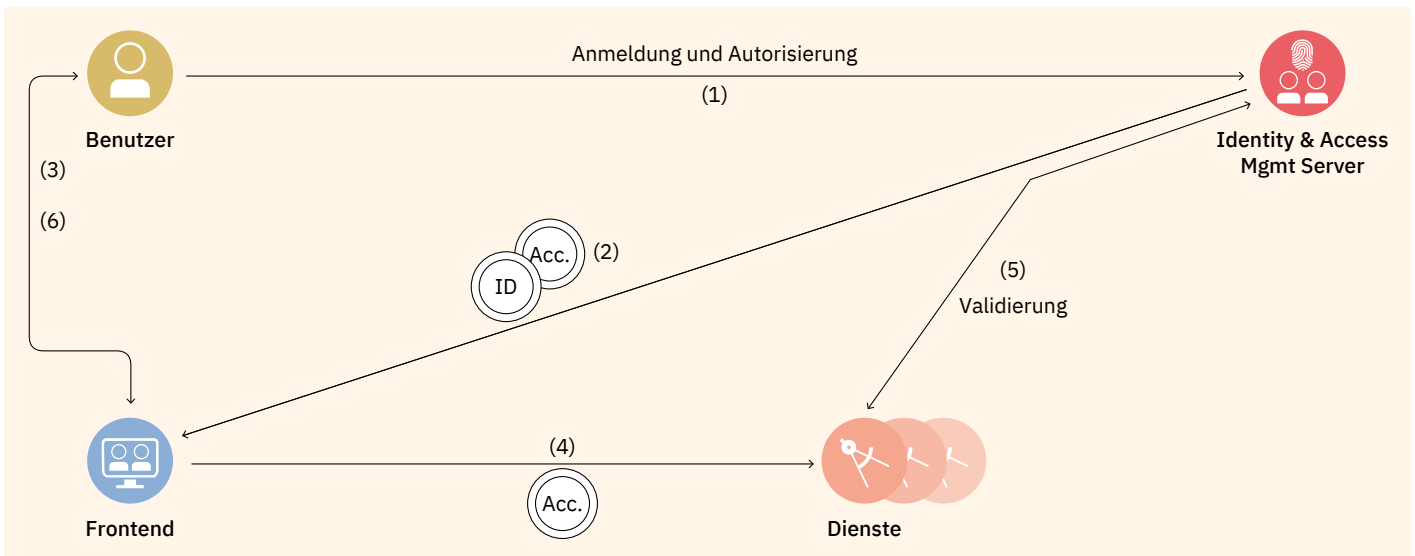 Anmeldung und Autorisierung
(1)
Benutzer
Identity & Access
Mgmt Server
(3)
(6)
Acc.
(2)
ID
(5)
Validierung
(4)
Acc.
Frontend
Dienste